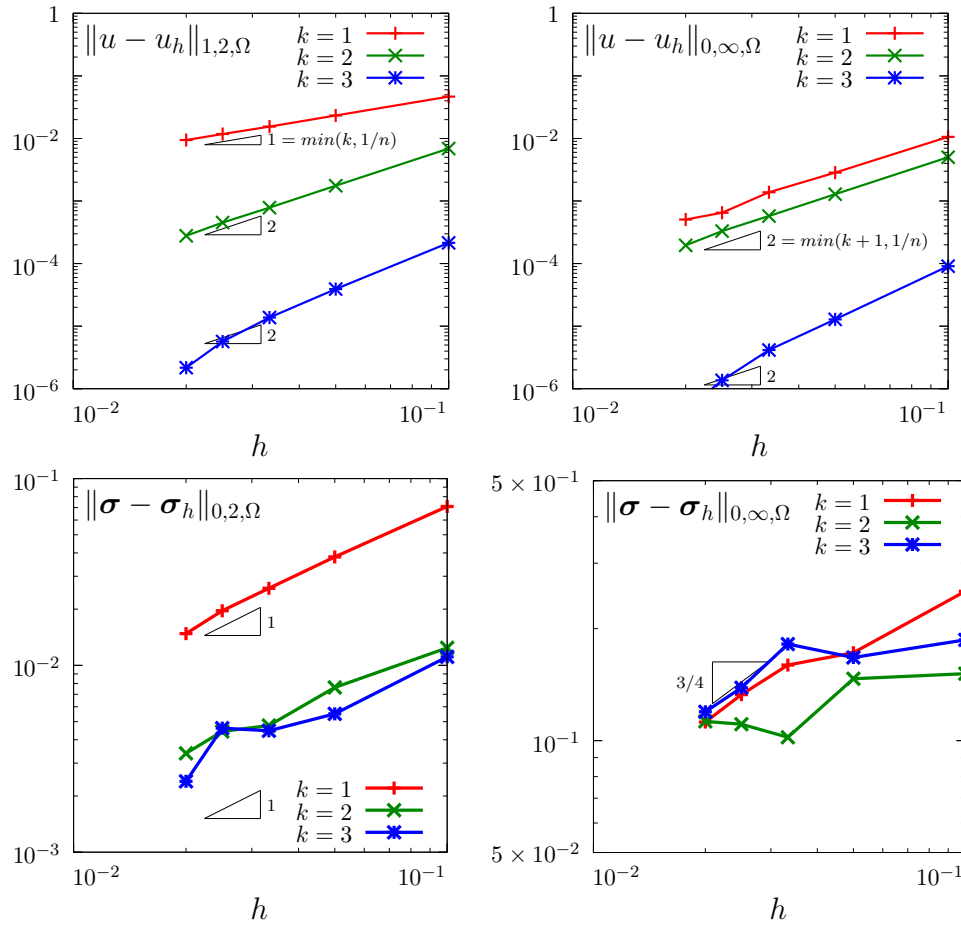 ‖u − u_h‖_{1,2,Ω}
k = 1
k = 2
k = 3
1
10^{-2}
10^{-4}
10^{-6}
1 = min(k, 1/n)
2
2
10^{-2}
10^{-1}
h
‖u − u_h‖_{0,∞,Ω}
k = 1
k = 2
k = 3
1
10^{-2}
10^{-4}
10^{-6}
2 = min(k + 1, 1/n)
2
10^{-2}
10^{-1}
h
‖σ − σ_h‖_{0,2,Ω}
10^{-1}
10^{-2}
10^{-3}
1
1
k = 1
k = 2
k = 3
10^{-2}
10^{-1}
h
‖σ − σ_h‖_{0,∞,Ω}
k = 1
k = 2
k = 3
5 × 10^{-1}
10^{-1}
5 × 10^{-2}
3/4
10^{-2}
10^{-1}
h